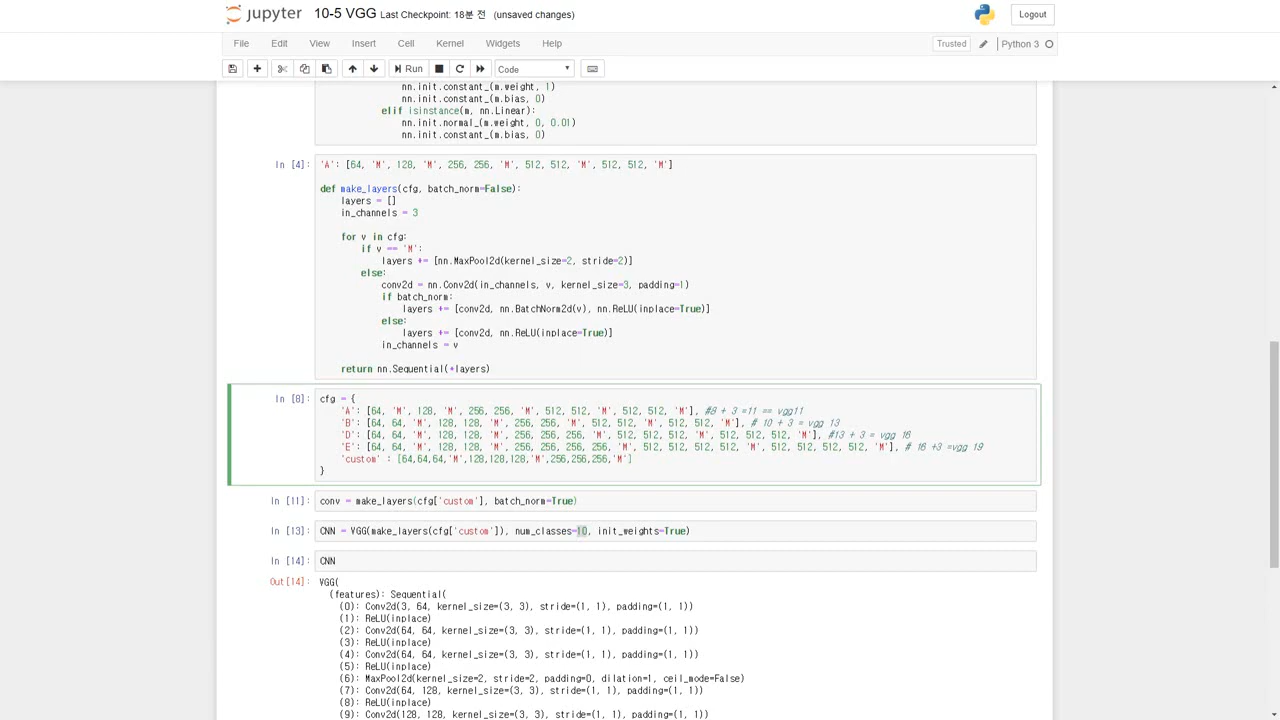 jupyter 10-5 VGG Last Checkpoint: 18분 전 (unsaved changes) Logout
File Edit View Insert Cell Kernel Widgets Help Trusted Python 3
Run Code
nn.init.constant_(m.weight, 1)
nn.init.constant_(m.bias, 0)
elif isinstance(m, nn.Linear):
nn.init.normal_(m.weight, 0, 0.01)
nn.init.constant_(m.bias, 0)
In [4]: 'A': [64, 'M', 128, 'M', 256, 256, 'M', 512, 512, 'M', 512, 512, 'M']
def make_layers(cfg, batch_norm=False):
layers = []
in_channels = 3
for v in cfg:
if v == 'M':
layers += [nn.MaxPool2d(kernel_size=2, stride=2)]
else:
conv2d = nn.Conv2d(in_channels, v, kernel_size=3, padding=1)
if batch_norm:
layers += [conv2d, nn.BatchNorm2d(v), nn.ReLU(inplace=True)]
else:
layers += [conv2d, nn.ReLU(inplace=True)]
in_channels = v
return nn.Sequential(*layers)
In [8]: cfg = {
'A': [64, 'M', 128, 'M', 256, 256, 'M', 512, 512, 'M', 512, 512, 'M'], #8 + 3 =11 == vgg11
'B': [64, 64, 'M', 128, 128, 'M', 256, 256, 'M', 512, 512, 'M', 512, 512, 'M'], # 10 + 3 = vgg 13
'D': [64, 64, 'M', 128, 128, 'M', 256, 256, 256, 'M', 512, 512, 512, 'M', 512, 512, 512, 'M'], #13 + 3 = vgg 16
'E': [64, 64, 'M', 128, 128, 'M', 256, 256, 256, 256, 'M', 512, 512, 512, 512, 'M', 512, 512, 512, 512, 'M'], # 16 +3 =vgg 19
'custom' : [64,64,64,'M',128,128,128,'M',256,256,256,'M']
}
In [11]: conv = make_layers(cfg['custom'], batch_norm=True)
In [13]: CNN = VGG(make_layers(cfg['custom']), num_classes=10, init_weights=True)
In [14]: CNN
Out[14]: VGG(
(features): Sequential(
(0): Conv2d(3, 64, kernel_size=(3, 3), stride=(1, 1), padding=(1, 1))
(1): ReLU(inplace)
(2): Conv2d(64, 64, kernel_size=(3, 3), stride=(1, 1), padding=(1, 1))
(3): ReLU(inplace)
(4): Conv2d(64, 64, kernel_size=(3, 3), stride=(1, 1), padding=(1, 1))
(5): ReLU(inplace)
(6): MaxPool2d(kernel_size=2, stride=2, padding=0, dilation=1, ceil_mode=False)
(7): Conv2d(64, 128, kernel_size=(3, 3), stride=(1, 1), padding=(1, 1))
(8): ReLU(inplace)
(9): Conv2d(128, 128, kernel_size=(3, 3), stride=(1, 1), padding=(1, 1))